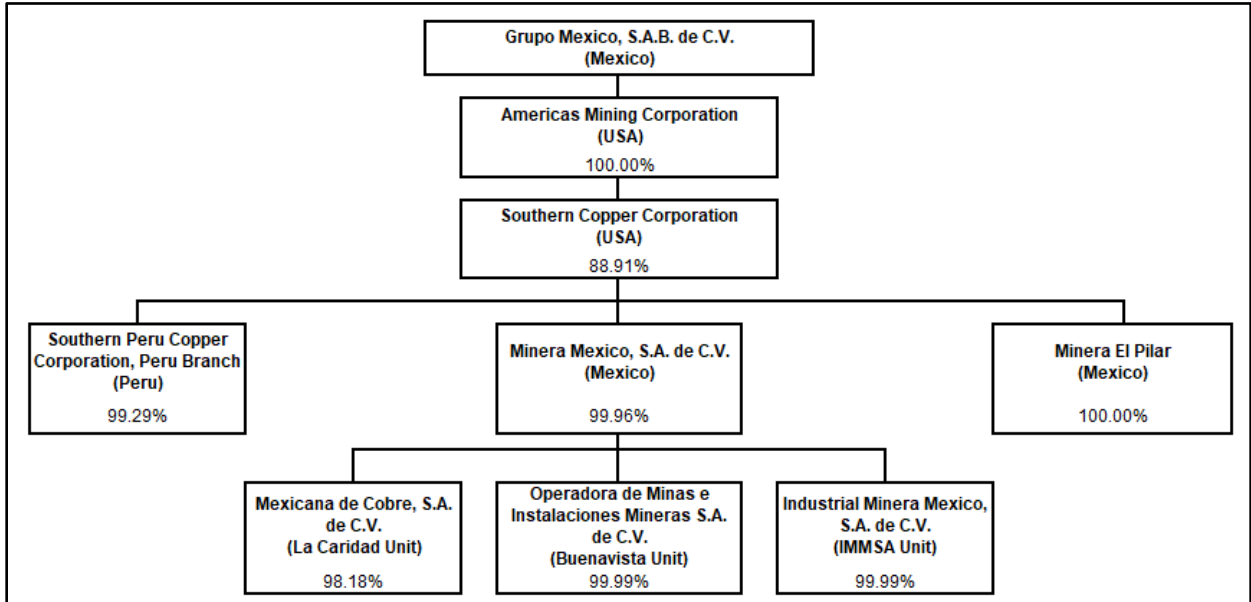 Grupo Mexico, S.A.B. de C.V.
(Mexico)
Americas Mining Corporation
(USA)
100.00%
Southern Copper Corporation
(USA)
88.91%
Southern Peru Copper
Corporation, Peru Branch
(Peru)
99.29%
Minera Mexico, S.A. de C.V.
(Mexico)
99.96%
Minera El Pilar
(Mexico)
100.00%
Mexicana de Cobre, S.A.
de C.V.
(La Caridad Unit)
98.18%
Operadora de Minas e
Instalaciones Mineras S.A.
de C.V.
(Buenavista Unit)
99.99%
Industrial Minera Mexico,
S.A. de C.V.
(IMMSA Unit)
99.99%